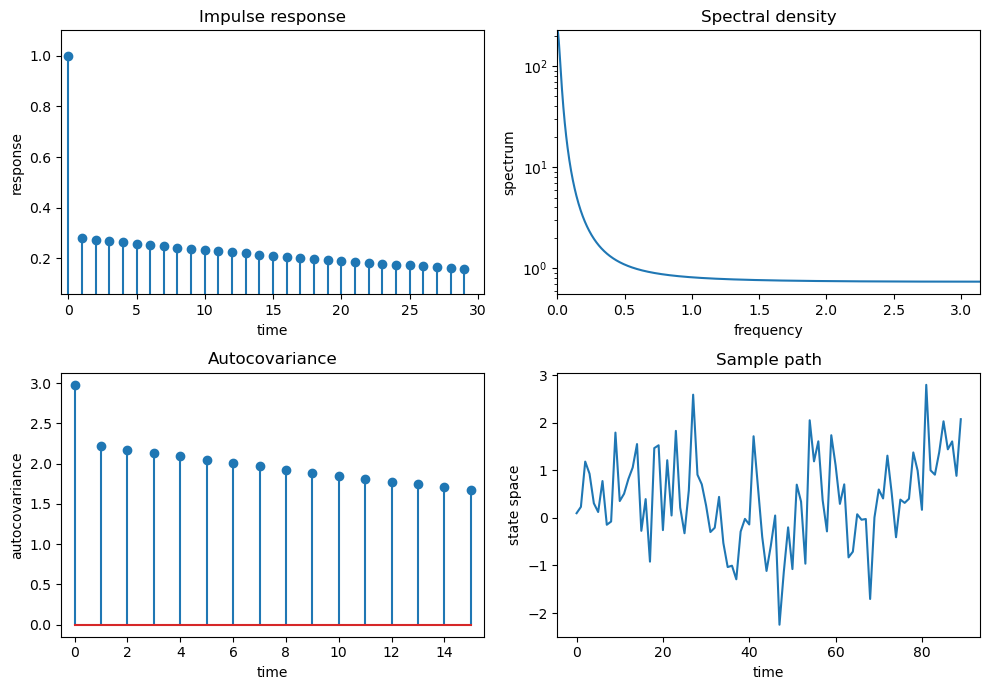 Impulse response
response
1.0
0.8
0.6
0.4
0.2
0 5 10 15 20 25 30
time
Spectral density
spectrum
10²
10¹
10⁰
0.0 0.5 1.0 1.5 2.0 2.5 3.0
frequency
Autocovariance
autocovariance
3.0
2.5
2.0
1.5
1.0
0.5
0.0
0 2 4 6 8 10 12 14
time
Sample path
state space
3
2
1
0
−1
−2
0 20 40 60 80
time